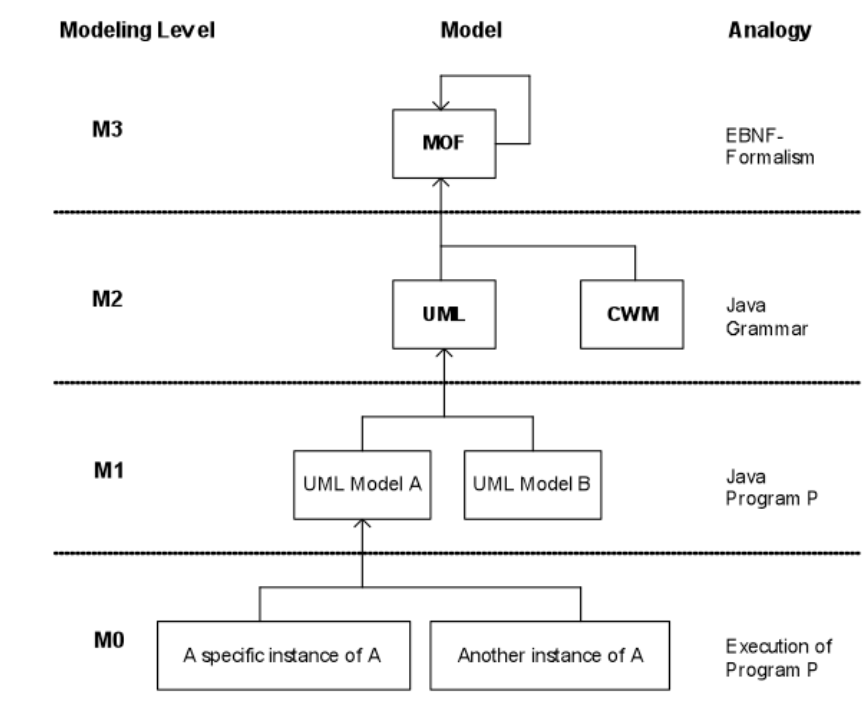 Modeling Level Model Analogy
M3
MOF
EBNF-
Formalism
M2
UML
CWM
Java
Grammar
M1
UML Model A
UML Model B
Java
Program P
M0
A specific instance of A
Another instance of A
Execution of
Program P